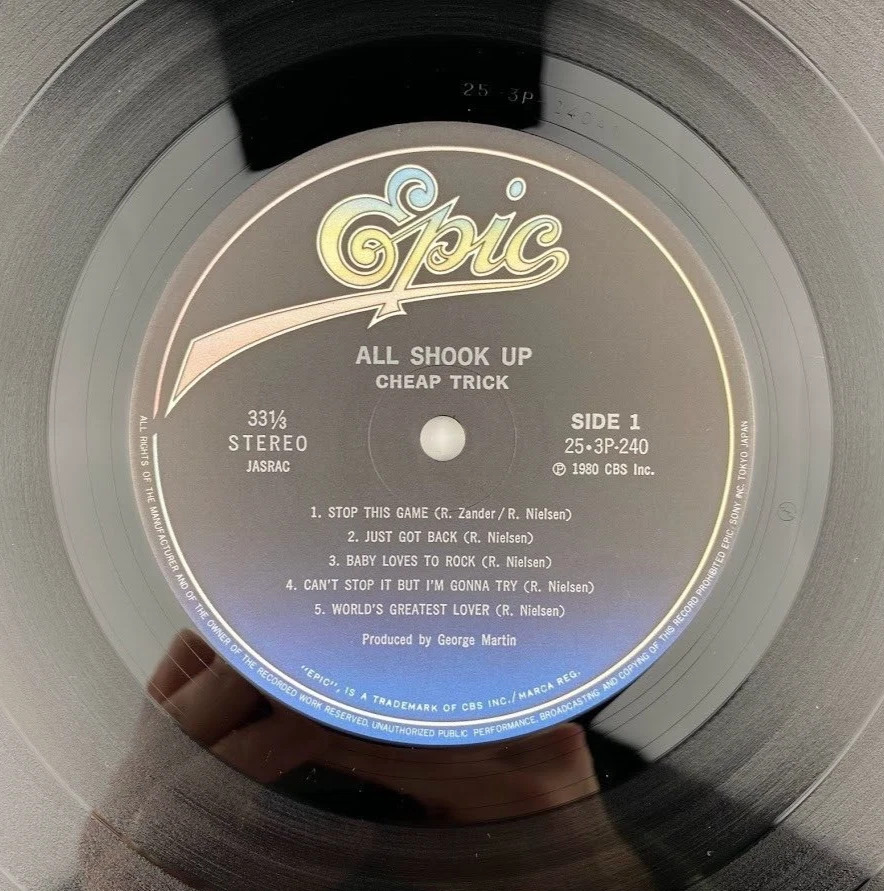 25 3P
Epic
ALL SHOOK UP
CHEAP TRICK
33⅓
STEREO
JASRAC
SIDE 1
25•3P-240
Ⓟ 1980 CBS Inc.
1. STOP THIS GAME (R. Zander/R. Nielsen)
2. JUST GOT BACK (R. Nielsen)
3. BABY LOVES TO ROCK (R. Nielsen)
4. CAN'T STOP IT BUT I'M GONNA TRY (R. Nielsen)
5. WORLD'S GREATEST LOVER (R. Nielsen)
Produced by George Martin
"EPIC", IS A TRADEMARK OF CBS INC./MARCA REG.
ALL RIGHTS OF THE MANUFACTURER AND OF THE OWNER OF THE RECORDED WORK RESERVED, UNAUTHORIZED PUBLIC PERFORMANCE, BROADCASTING AND COPYING OF THIS RECORD PROHIBITED EPIC, SONY INC. TOKYO JAPAN